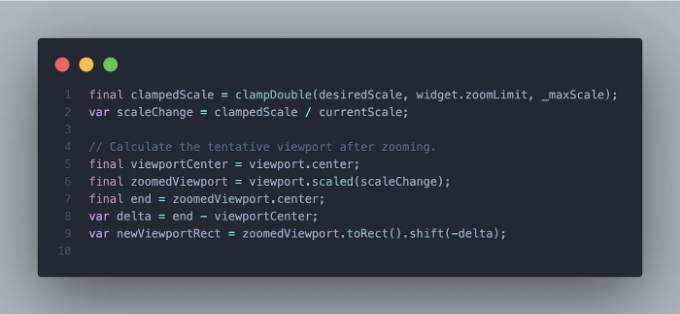 1 final clampedScale = clampDouble(desiredScale, widget.zoomLimit, _maxScale);
2 var scaleChange = clampedScale / currentScale;
3
4 // Calculate the tentative viewport after zooming.
5 final viewportCenter = viewport.center;
6 final zoomedViewport = viewport.scaled(scaleChange);
7 final end = zoomedViewport.center;
8 var delta = end - viewportCenter;
9 var newViewportRect = zoomedViewport.toRect().shift(-delta);
10